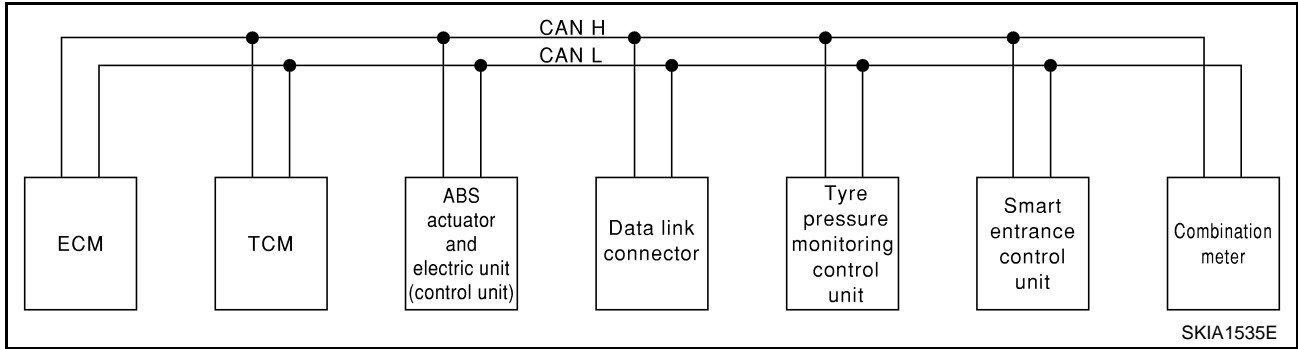 CAN H
CAN L
ECM
TCM
ABS
actuator
and
electric unit
(control unit)
Data link
connector
Tyre
pressure
monitoring
control
unit
Smart
entrance
control
unit
Combination
meter
SKIA1535E